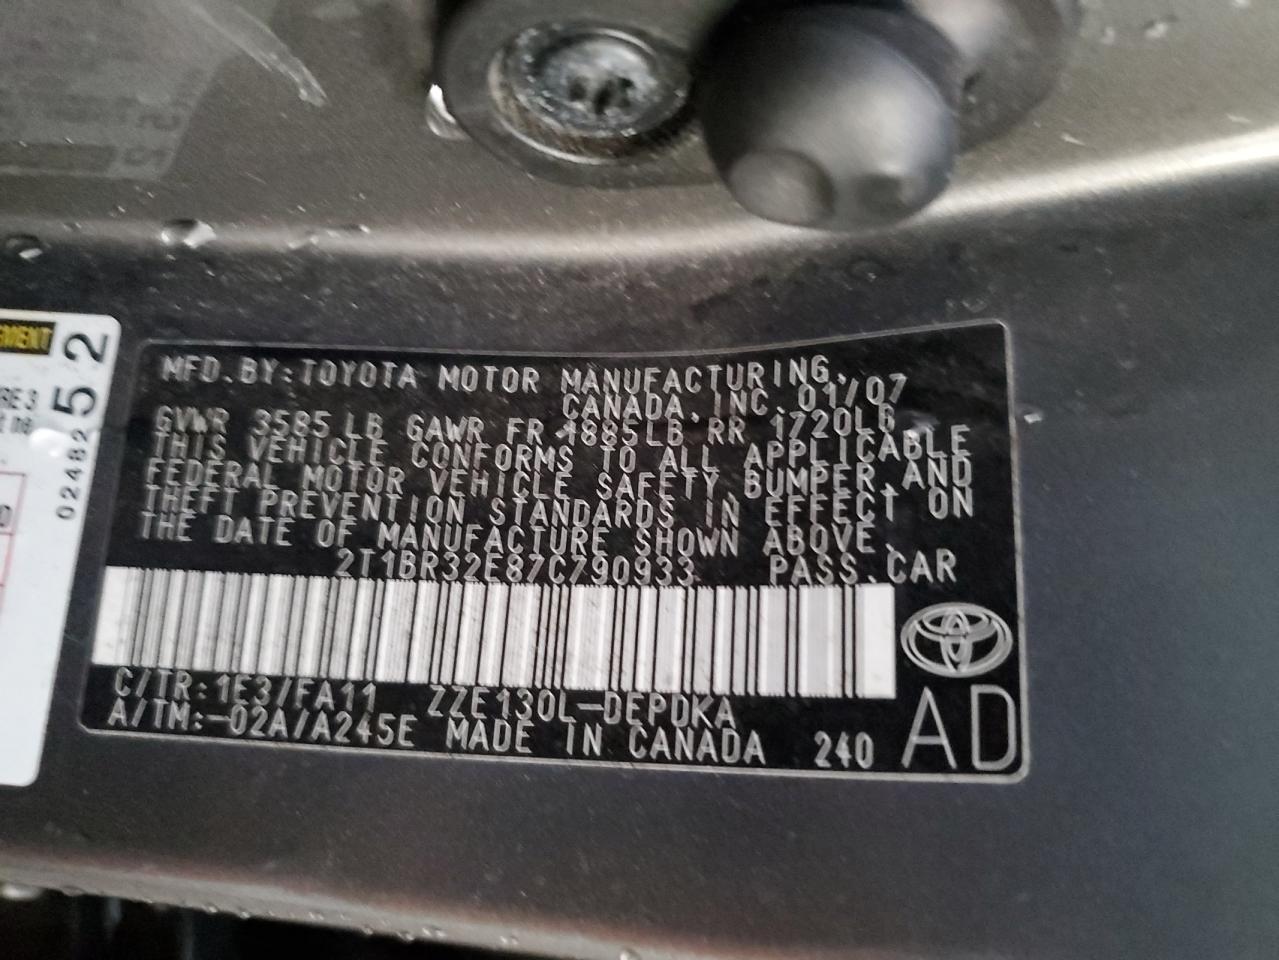 EMENT
RE 3
02482 52
MFD.BY:TOYOTA MOTOR MANUFACTURING,
CANADA,INC. 01/07
GVWR 3585 LB GAWR FR 1885LB RR 1720LB
THIS VEHICLE CONFORMS TO ALL APPLICABLE
FEDERAL MOTOR VEHICLE SAFETY,BUMPER,AND
THEFT PREVENTION STANDARDS IN EFFECT ON
THE DATE OF MANUFACTURE SHOWN ABOVE.
2T1BR32E87C790933 PASS.CAR
C/TR:1E3/FA11 ZZE130L-DEPDKA
A/TM:-02A/A245E MADE IN CANADA 240 AD